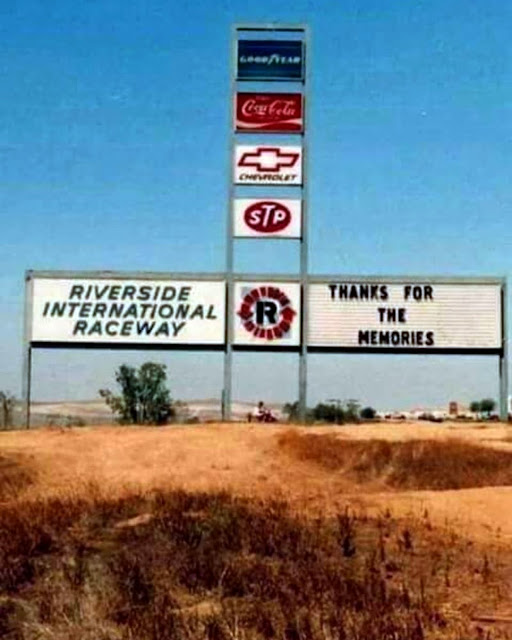 GOODYEAR
Coca-Cola
CHEVROLET
STP
RIVERSIDE
INTERNATIONAL
RACEWAY
R
THANKS FOR
THE
MEMORIES